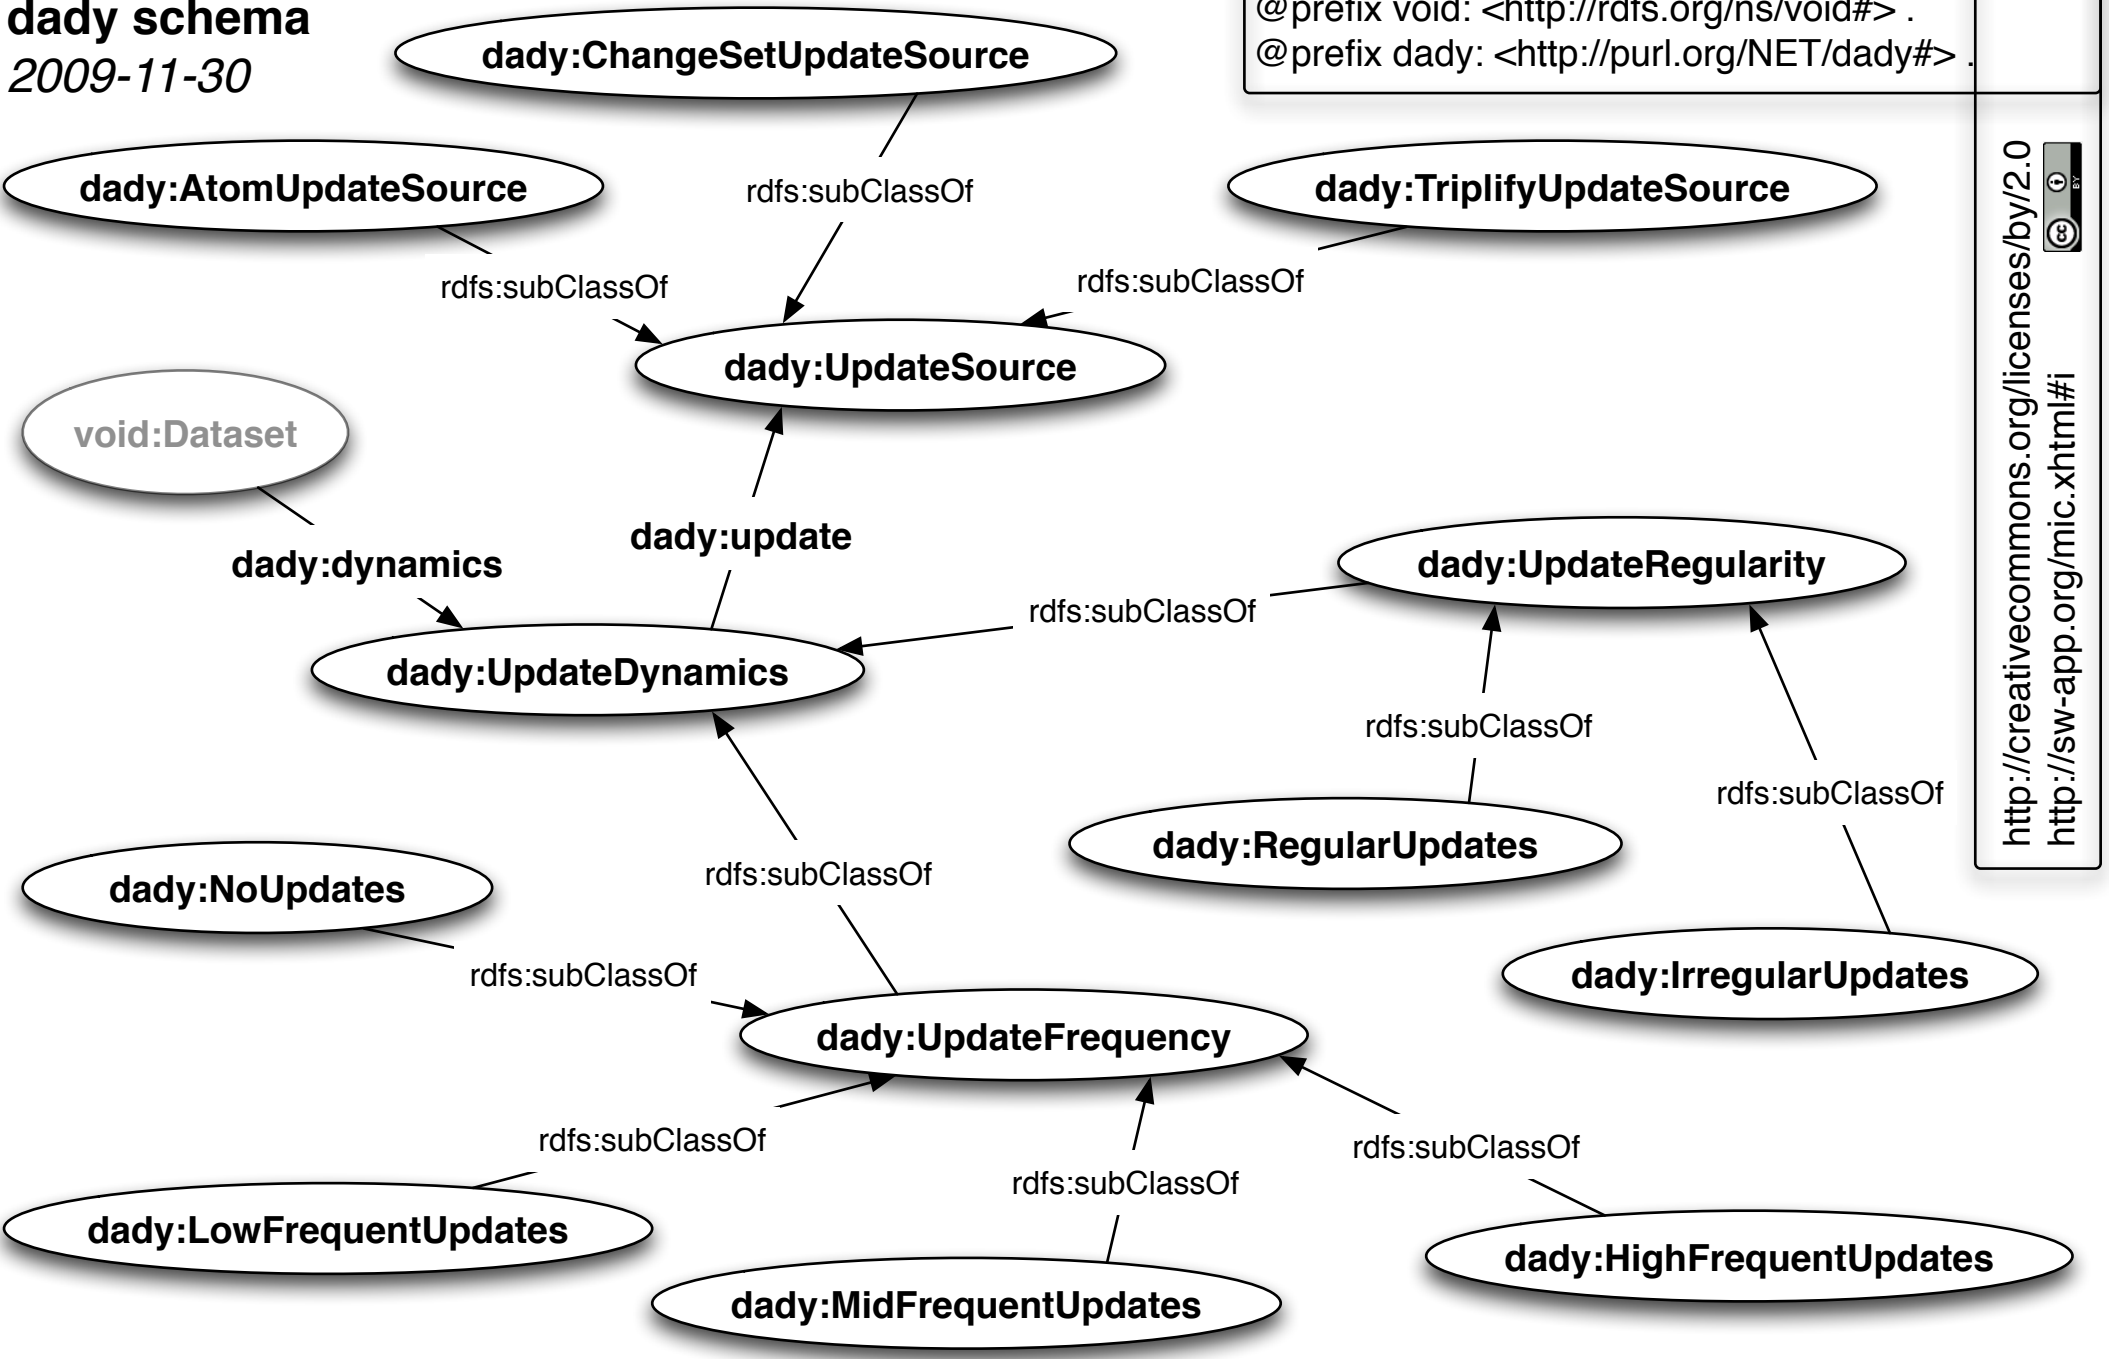 dady schema
2009-11-30
@prefix void: <http://rdfs.org/ns/void#> .
@prefix dady: <http://purl.org/NET/dady#> .
dady:ChangeSetUpdateSource
dady:AtomUpdateSource
rdfs:subClassOf
dady:TriplifyUpdateSource
rdfs:subClassOf
rdfs:subClassOf
dady:UpdateSource
void:Dataset
dady:update
dady:dynamics
dady:UpdateRegularity
rdfs:subClassOf
dady:UpdateDynamics
rdfs:subClassOf
rdfs:subClassOf
dady:RegularUpdates
rdfs:subClassOf
dady:NoUpdates
rdfs:subClassOf
dady:IrregularUpdates
dady:UpdateFrequency
rdfs:subClassOf
rdfs:subClassOf
rdfs:subClassOf
dady:LowFrequentUpdates
dady:HighFrequentUpdates
dady:MidFrequentUpdates
http://creativecommons.org/licenses/by/2.0
http://sw-app.org/mic.xhtml#i
cc
BY